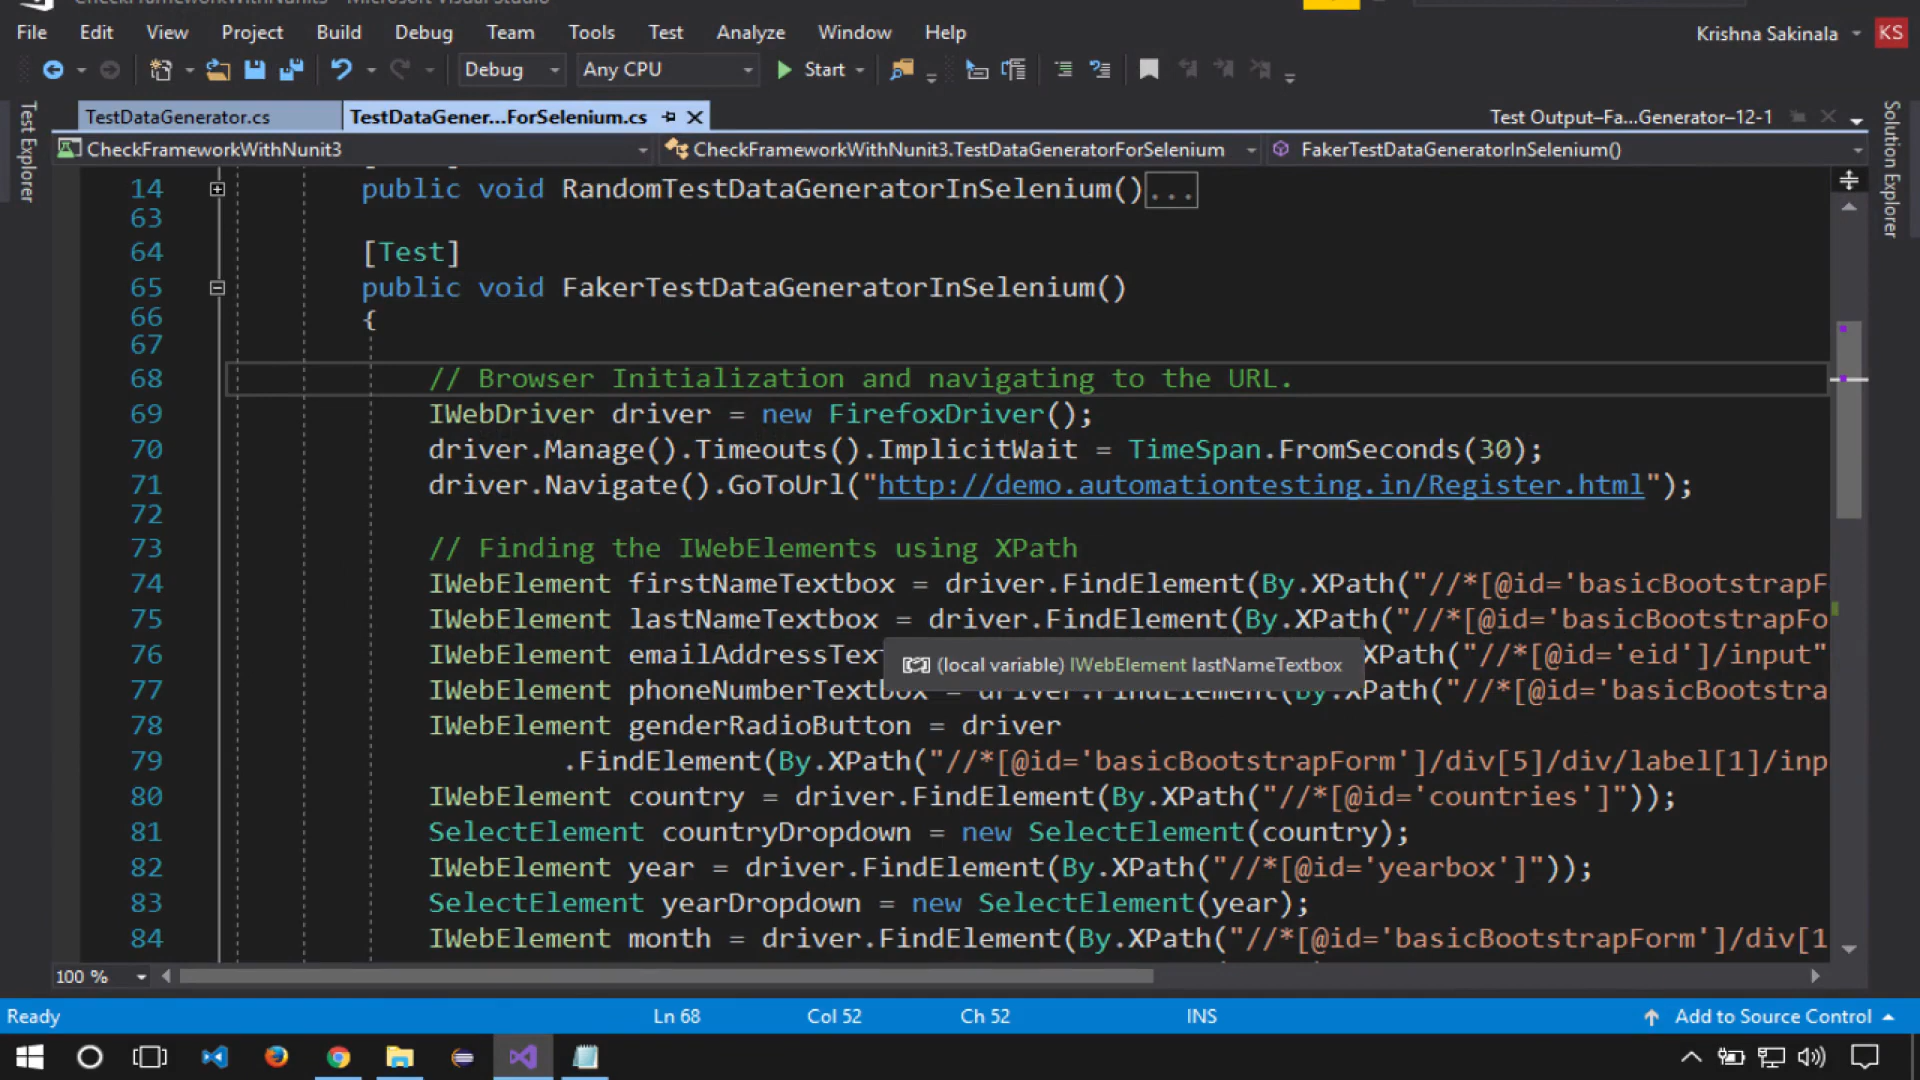 CheckFrameworkWithNunit3 - Microsoft Visual Studio
File Edit View Project Build Debug Team Tools Test Analyze Window Help Krishna Sakinala KS
Debug Any CPU Start
TestDataGenerator.cs TestDataGener...ForSelenium.cs Test Output–Fa...Generator–12-1
Test Explorer
Solution Explorer
CheckFrameworkWithNunit3 CheckFrameworkWithNunit3.TestDataGeneratorForSelenium FakerTestDataGeneratorInSelenium()
14 public void RandomTestDataGeneratorInSelenium()...
63
64 [Test]
65 public void FakerTestDataGeneratorInSelenium()
66 {
67
68 // Browser Initialization and navigating to the URL.
69 IWebDriver driver = new FirefoxDriver();
70 driver.Manage().Timeouts().ImplicitWait = TimeSpan.FromSeconds(30);
71 driver.Navigate().GoToUrl("http://demo.automationtesting.in/Register.html");
72
73 // Finding the IWebElements using XPath
74 IWebElement firstNameTextbox = driver.FindElement(By.XPath("//*[@id='basicBootstrapF
75 IWebElement lastNameTextbox = driver.FindElement(By.XPath("//*[@id='basicBootstrapFo
76 IWebElement emailAddressText XPath("//*[@id='eid']/input"
(local variable) IWebElement lastNameTextbox
77 IWebElement phoneNumberTextbox = driver.FindElement(By.XPath("//*[@id='basicBootstra
78 IWebElement genderRadioButton = driver
79 .FindElement(By.XPath("//*[@id='basicBootstrapForm']/div[5]/div/label[1]/inp
80 IWebElement country = driver.FindElement(By.XPath("//*[@id='countries']"));
81 SelectElement countryDropdown = new SelectElement(country);
82 IWebElement year = driver.FindElement(By.XPath("//*[@id='yearbox']"));
83 SelectElement yearDropdown = new SelectElement(year);
84 IWebElement month = driver.FindElement(By.XPath("//*[@id='basicBootstrapForm']/div[1
100 %
Ready Ln 68 Col 52 Ch 52 INS Add to Source Control